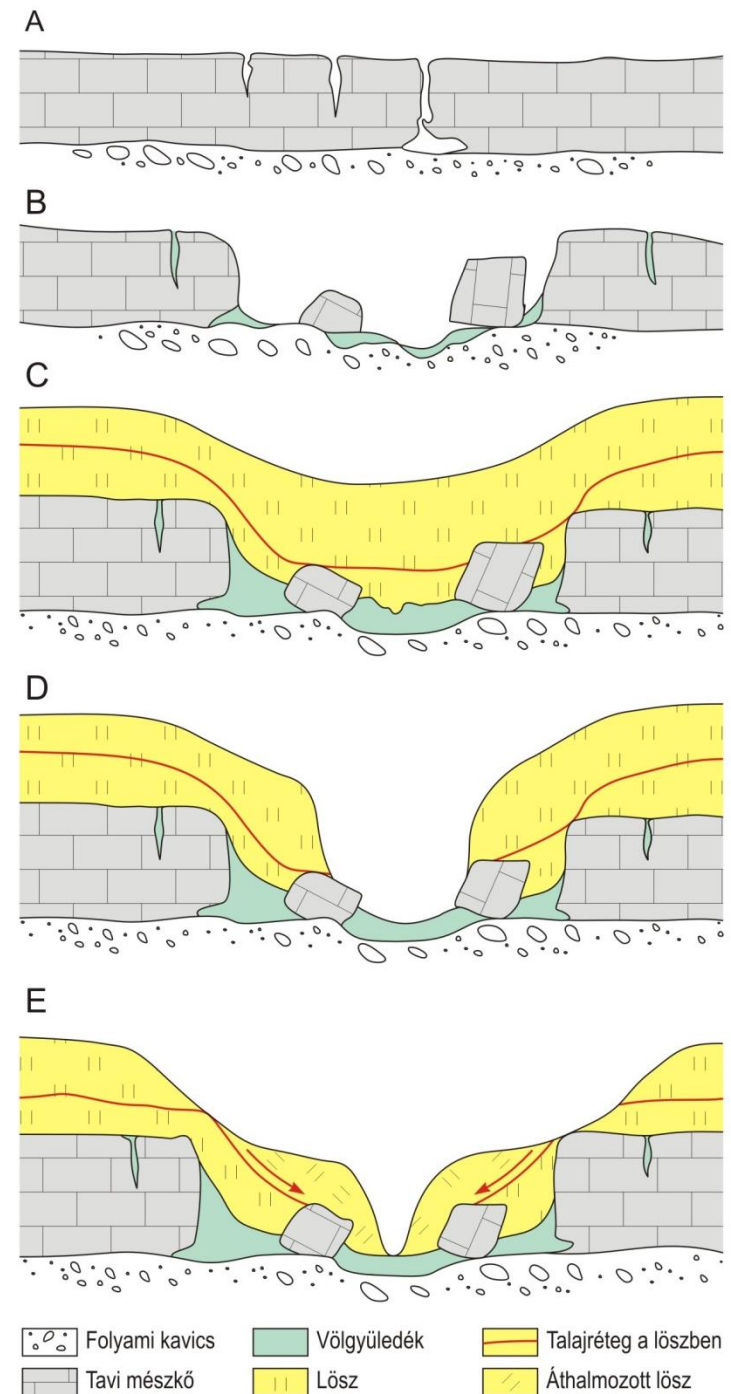 A
B
C
D
E
Folyami kavics Völgyüledék Talajréteg a löszben
Tavi mészkő Lösz Áthalmozott lösz